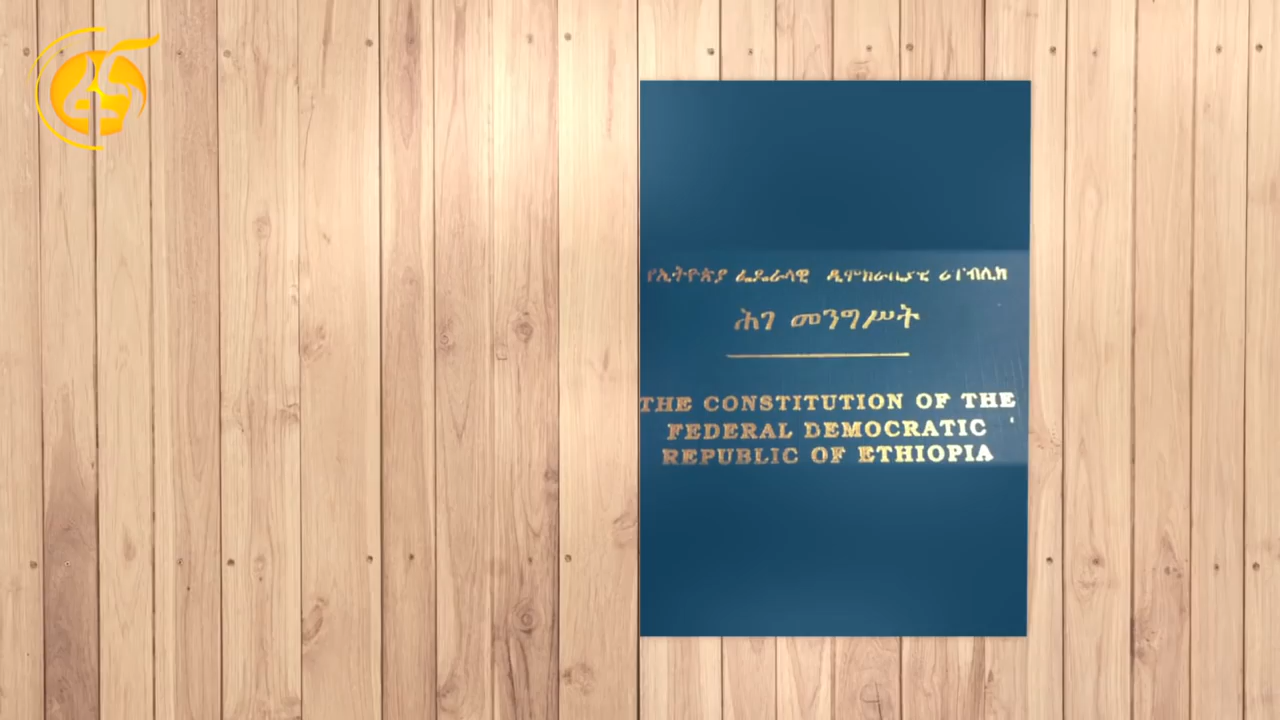 የኢትዮጵያ ፌዴራላዊ ዲሞክራሲያዊ ሪፐብሊክ
ሕገ መንግሥት
THE CONSTITUTION OF THE
FEDERAL DEMOCRATIC
REPUBLIC OF ETHIOPIA